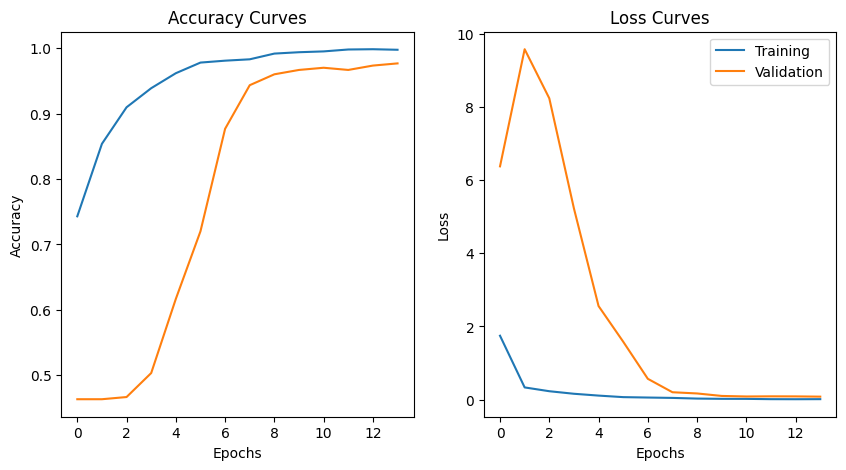 Accuracy Curves
1.0
0.9
0.8
0.7
0.6
0.5
Accuracy
0 2 4 6 8 10 12
Epochs
Loss Curves
10
8
6
4
2
0
Loss
0 2 4 6 8 10 12
Epochs
Training
Validation